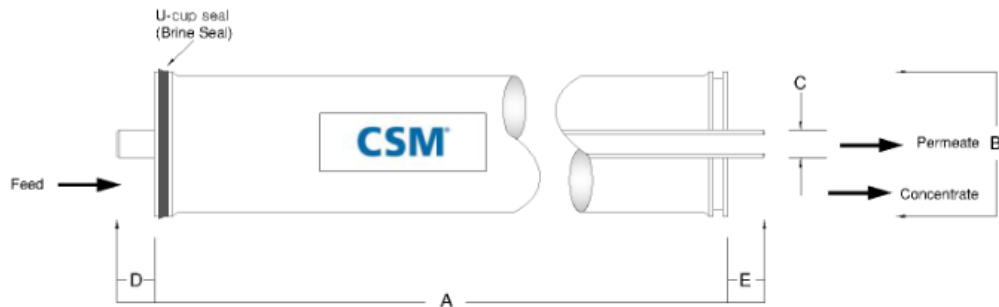 U-cup seal
(Brine Seal)
CSM®
C
Permeate
B
Feed
Concentrate
D
A
E